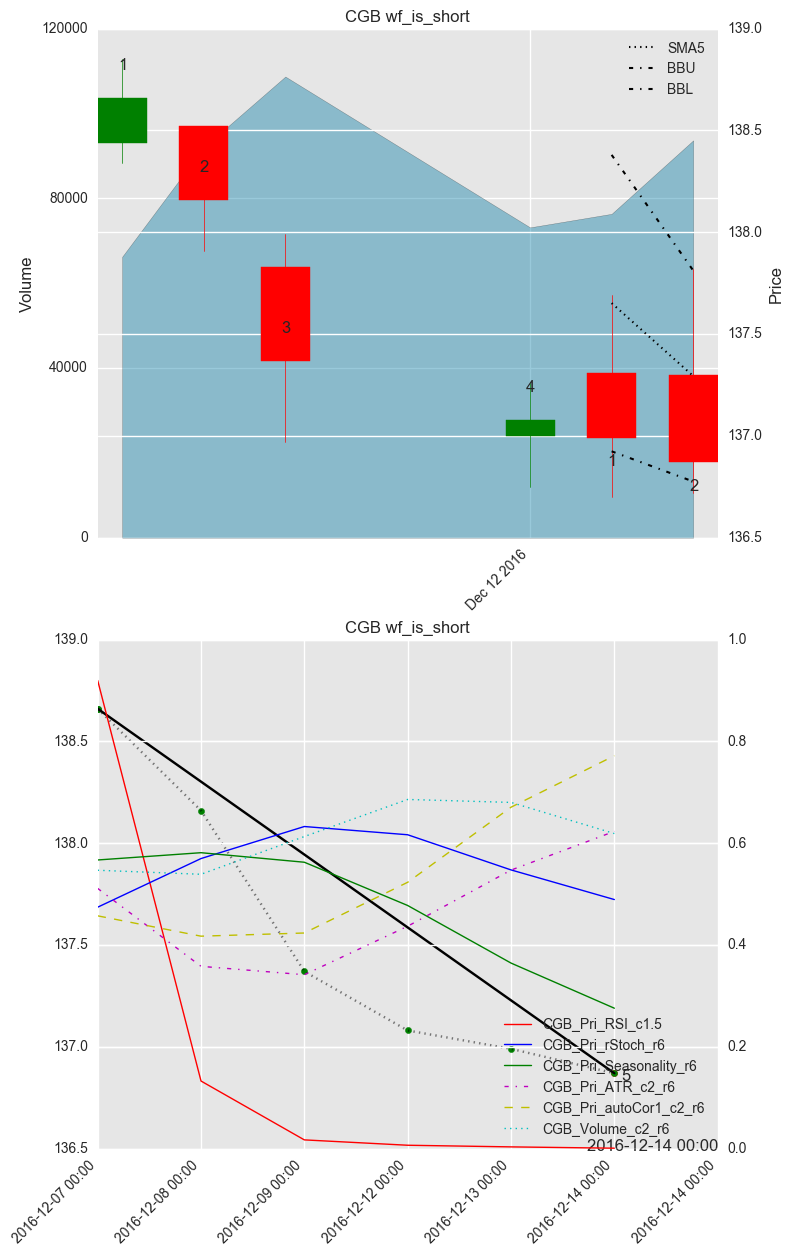 CGB wf_is_short
120000
80000
40000
0
Volume
139.0
138.5
138.0
137.5
137.0
136.5
Price
SMA5
BBU
BBL
1
2
3
4
1
2
Dec 12 2016
CGB wf_is_short
139.0
138.5
138.0
137.5
137.0
136.5
1.0
0.8
0.6
0.4
0.2
0.0
CGB_Pri_RSI_c1.5
CGB_Pri_rStoch_r6
CGB_Pri_Seasonality_r6
CGB_Pri_ATR_c2_r6
CGB_Pri_autoCor1_c2_r6
CGB_Volume_c2_r6
5
2016-12-14 00:00
2016-12-07 00:00
2016-12-08 00:00
2016-12-09 00:00
2016-12-12 00:00
2016-12-13 00:00
2016-12-14 00:00
2016-12-14 00:00